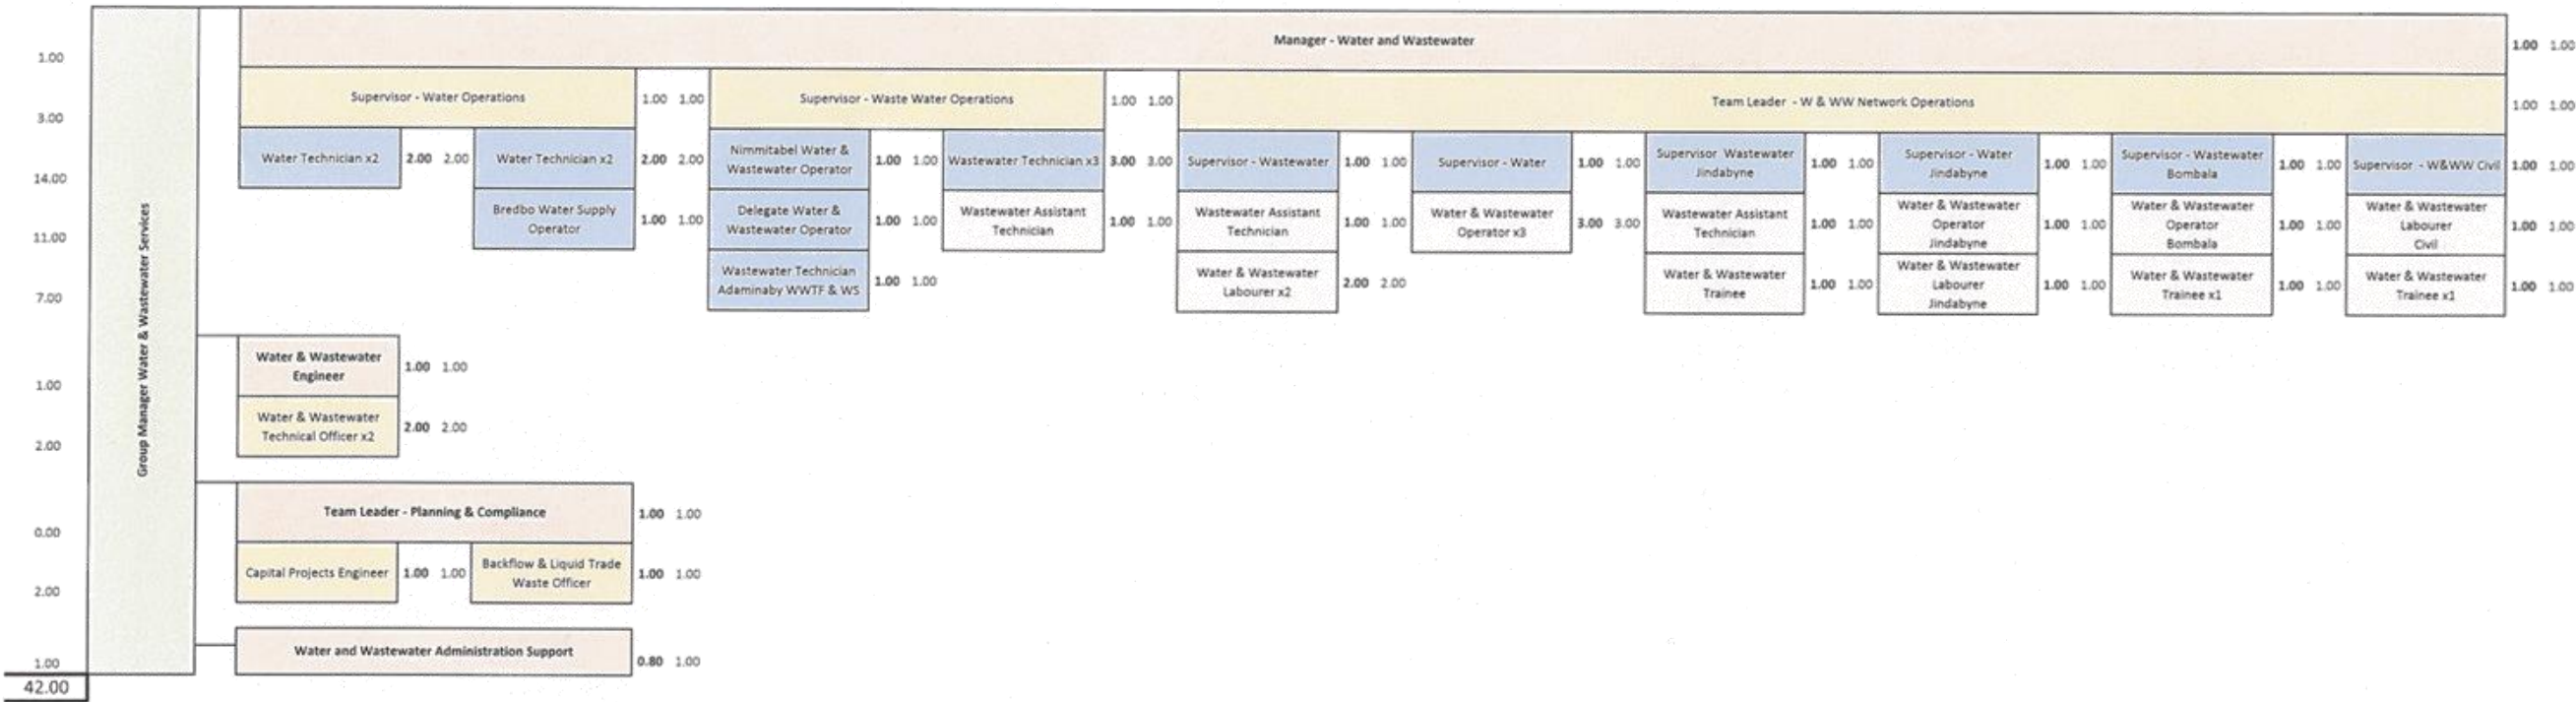 Manager - Water and Wastewater
1.00 1.00
1.00
Supervisor - Water Operations
1.00 1.00
Supervisor - Waste Water Operations
1.00 1.00
Team Leader - W & WW Network Operations
1.00 1.00
3.00
Water Technician x2
2.00 2.00
Water Technician x2
2.00 2.00
Nimmitabel Water &
Wastewater Operator
1.00 1.00
Wastewater Technician x3
3.00 3.00
Supervisor - Wastewater
1.00 1.00
Supervisor - Water
1.00 1.00
Supervisor Wastewater
Jindabyne
1.00 1.00
Supervisor - Water
Jindabyne
1.00 1.00
Supervisor - Wastewater
Bombala
1.00 1.00
Supervisor - W&WW Civil
1.00 1.00
14.00
Bredbo Water Supply
Operator
1.00 1.00
Delegate Water &
Wastewater Operator
1.00 1.00
Wastewater Assistant
Technician
1.00 1.00
Wastewater Assistant
Technician
1.00 1.00
Water & Wastewater
Operator x3
3.00 3.00
Wastewater Assistant
Technician
1.00 1.00
Water & Wastewater
Operator
Jindabyne
1.00 1.00
Water & Wastewater
Operator
Bombala
1.00 1.00
Water & Wastewater
Labourer
Civil
1.00 1.00
11.00
Wastewater Technician
Adaminaby WWTF & WS
1.00 1.00
Water & Wastewater
Labourer x2
2.00 2.00
Water & Wastewater
Trainee
1.00 1.00
Water & Wastewater
Labourer
Jindabyne
1.00 1.00
Water & Wastewater
Trainee x1
1.00 1.00
Water & Wastewater
Trainee x1
1.00 1.00
7.00
Group Manager Water & Wastewater Services
Water & Wastewater
Engineer
1.00 1.00
1.00
Water & Wastewater
Technical Officer x2
2.00 2.00
2.00
Team Leader - Planning & Compliance
1.00 1.00
0.00
Capital Projects Engineer
1.00 1.00
Backflow & Liquid Trade
Waste Officer
1.00 1.00
2.00
Water and Wastewater Administration Support
0.80 1.00
1.00
42.00